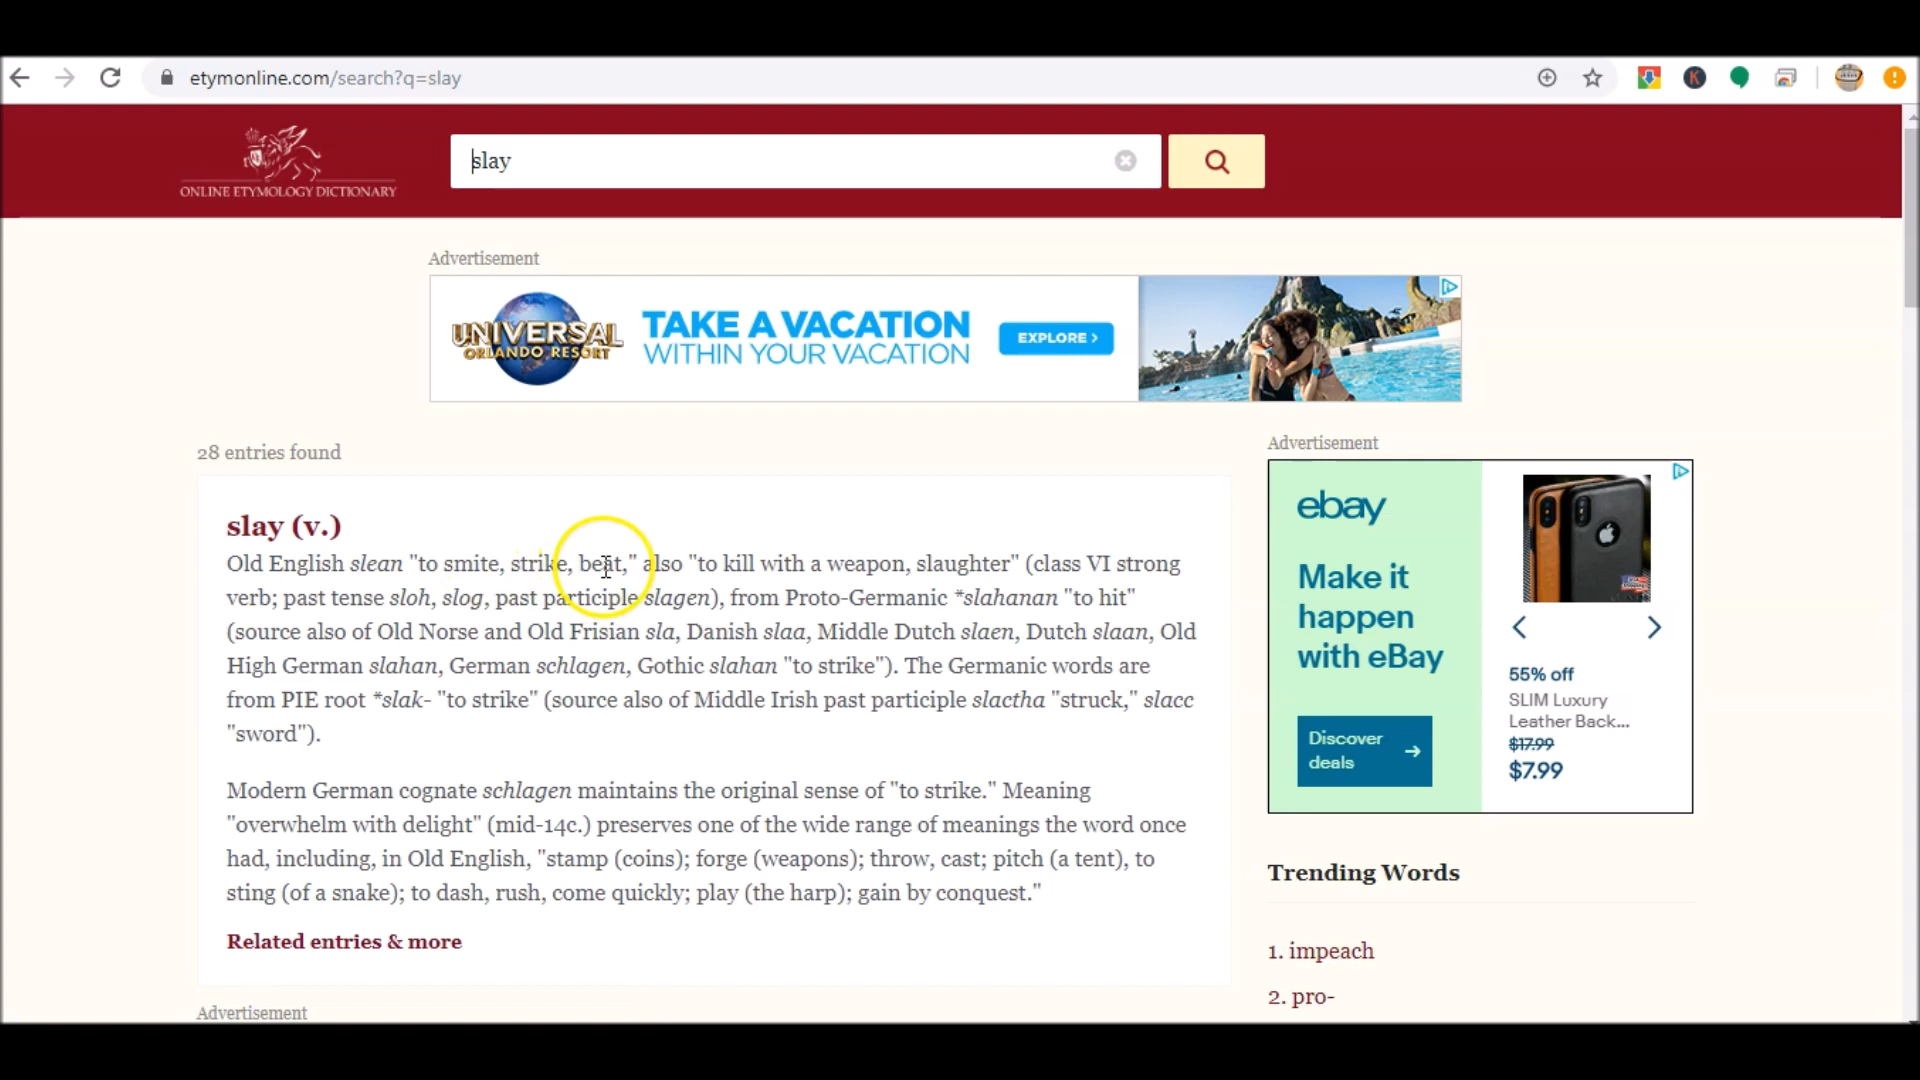 etymonline.com/search?q=slay
ONLINE ETYMOLOGY DICTIONARY
slay
Advertisement
UNIVERSAL
ORLANDO RESORT
TAKE A VACATION
WITHIN YOUR VACATION
EXPLORE >
28 entries found
slay (v.)
Old English slean "to smite, strike, beat," also "to kill with a weapon, slaughter" (class VI strong
verb; past tense sloh, slog, past participle slagen), from Proto-Germanic *slahanan "to hit"
(source also of Old Norse and Old Frisian sla, Danish slaa, Middle Dutch slaen, Dutch slaan, Old
High German slahan, German schlagen, Gothic slahan "to strike"). The Germanic words are
from PIE root *slak- "to strike" (source also of Middle Irish past participle slactha "struck," slacc
"sword").
Modern German cognate schlagen maintains the original sense of "to strike." Meaning
"overwhelm with delight" (mid-14c.) preserves one of the wide range of meanings the word once
had, including, in Old English, "stamp (coins); forge (weapons); throw, cast; pitch (a tent), to
sting (of a snake); to dash, rush, come quickly; play (the harp); gain by conquest."
Related entries & more
Advertisement
Advertisement
ebay
Make it
happen
with eBay
Discover
deals
55% off
SLIM Luxury
Leather Back...
$17.99
$7.99
Trending Words
1. impeach
2. pro-